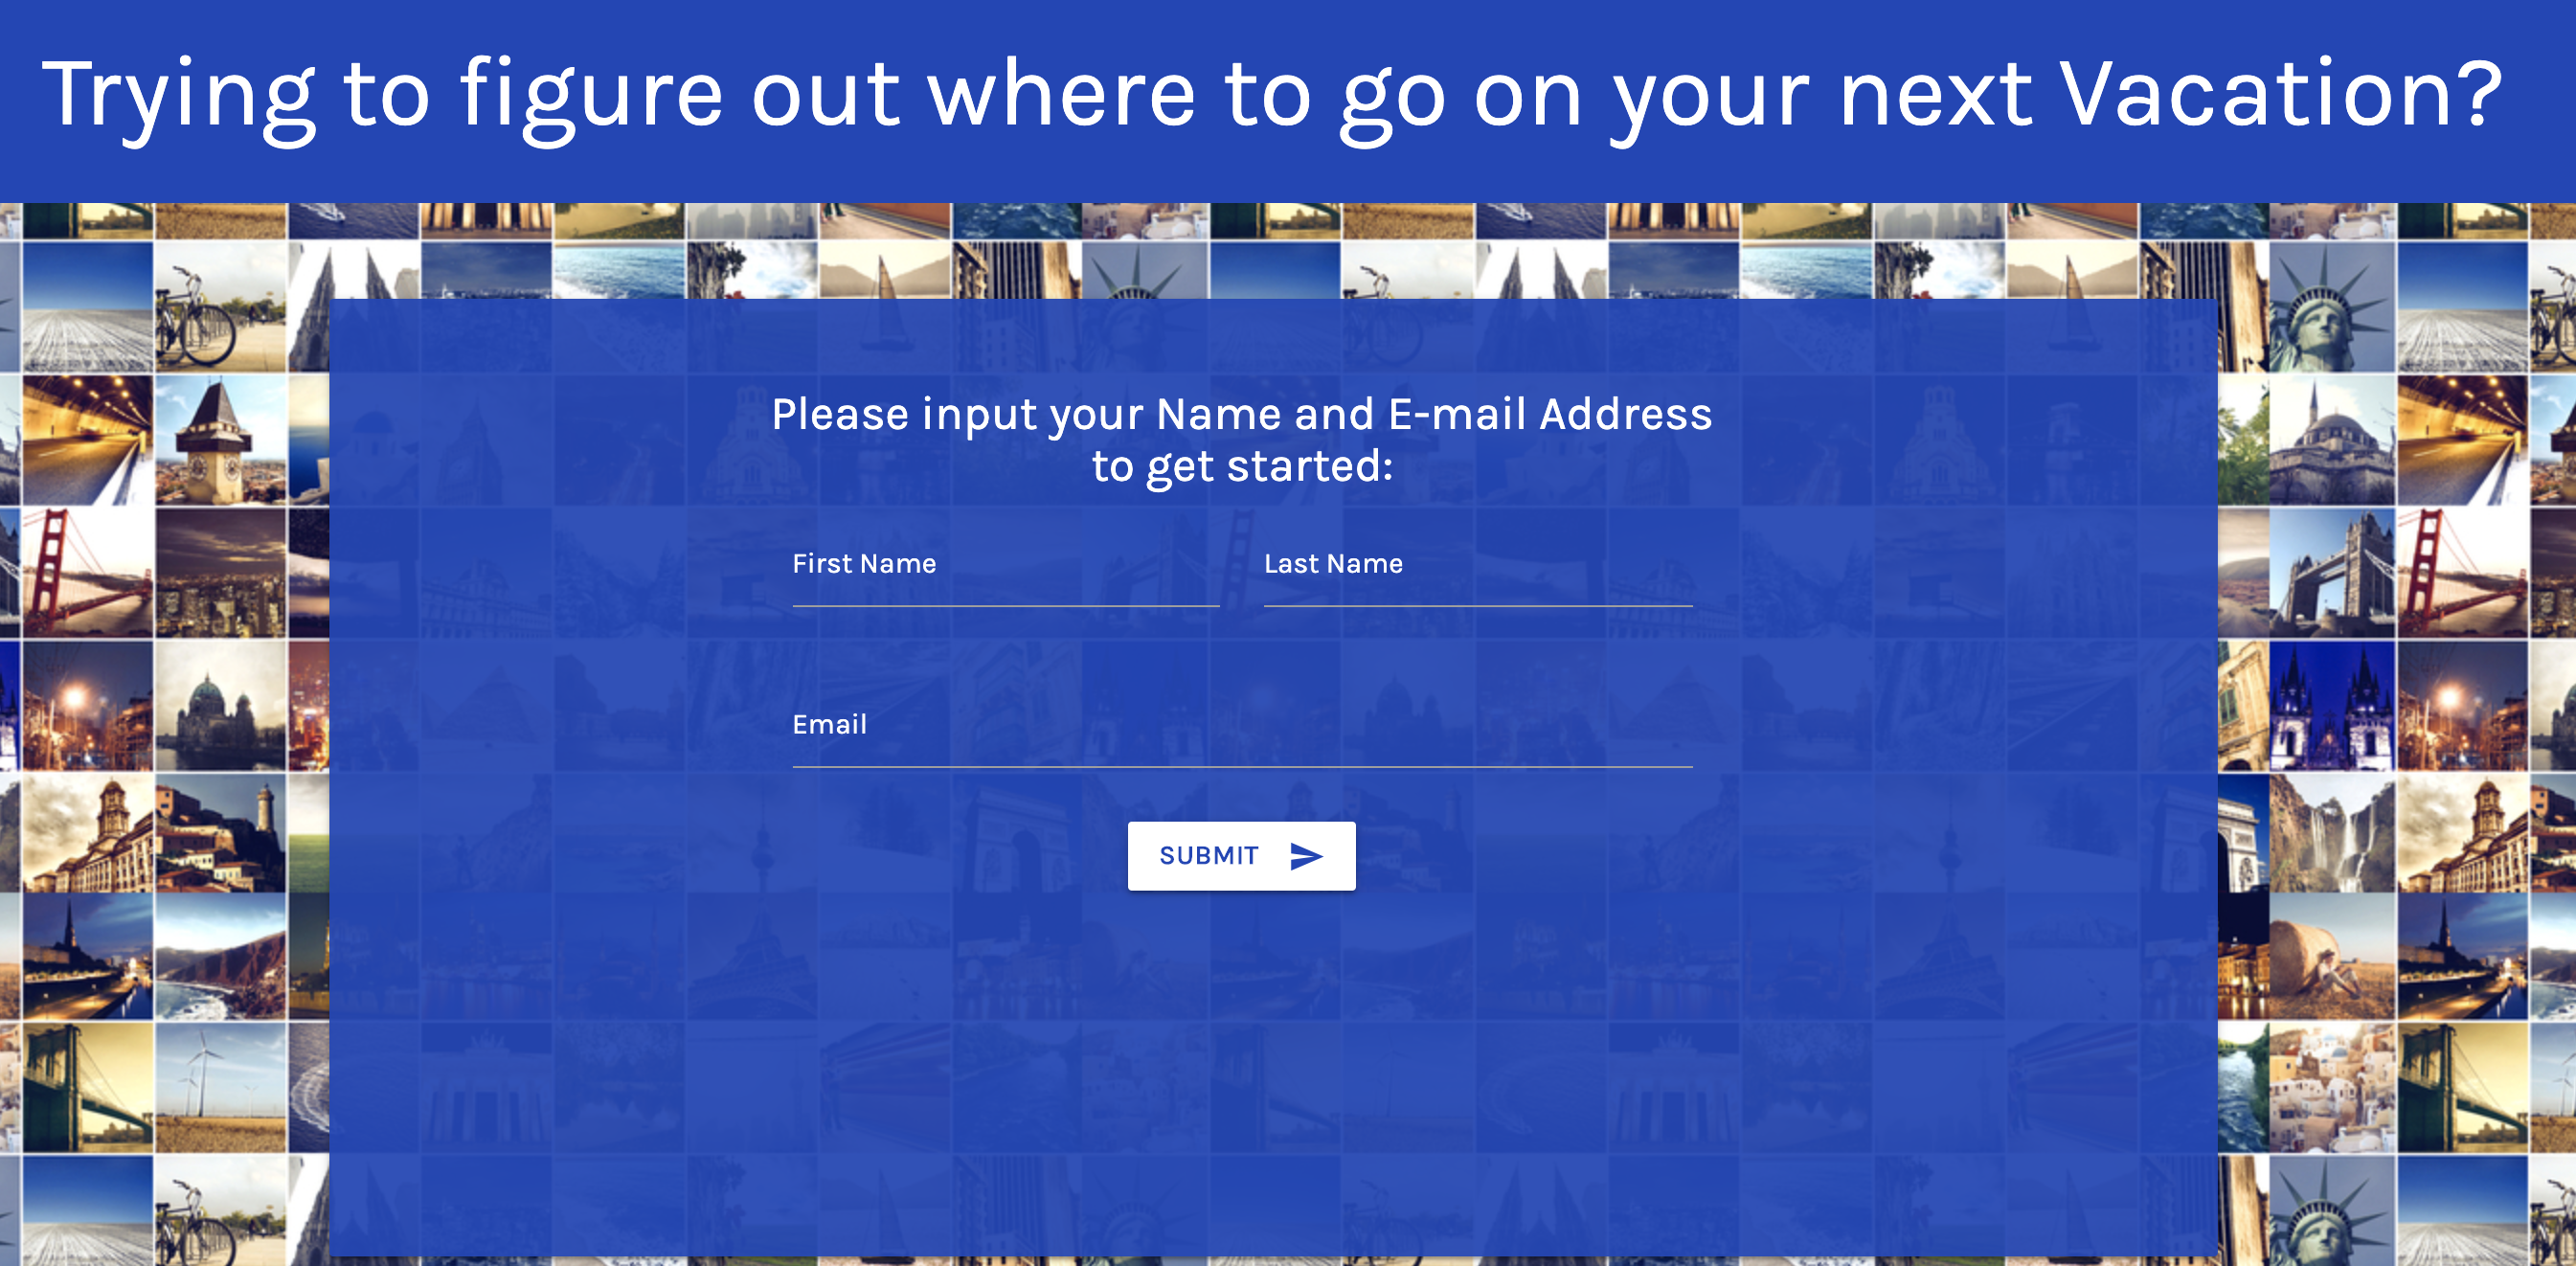 Trying to figure out where to go on your next Vacation?
Please input your Name and E-mail Address
to get started:
First Name
Last Name
Email
SUBMIT